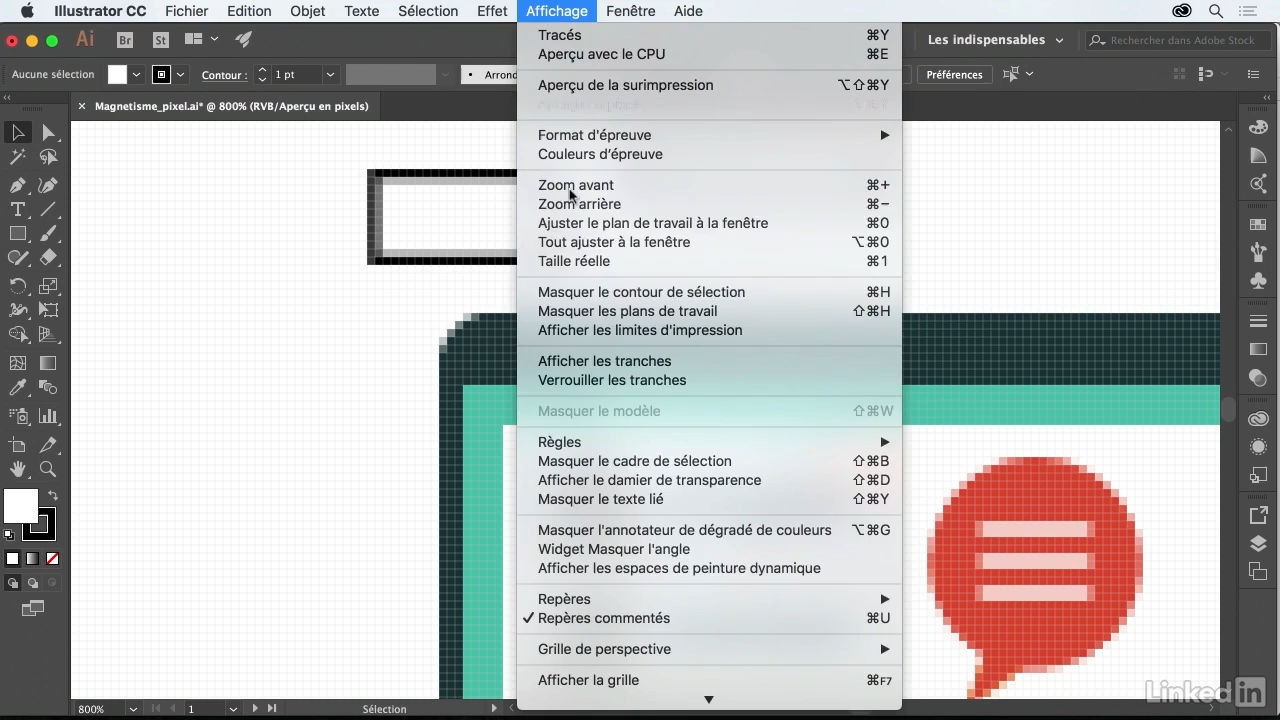 Illustrator CC Fichier Edition Objet Texte Sélection Effet Affichage Fenêtre Aide
Ai Br St
Les indispensables
Rechercher dans Adobe Stock
Aucune sélection
Contour :
1 pt
Arrond
Préférences
× Magnetisme_pixel.ai* @ 800% (RVB/Aperçu en pixels)
Tracés ⌘Y
Aperçu avec le CPU ⌘E
Aperçu de la surimpression ⌥⇧⌘Y
Format d'épreuve
Couleurs d’épreuve
Zoom avant ⌘+
Zoom arrière ⌘−
Ajuster le plan de travail à la fenêtre ⌘0
Tout ajuster à la fenêtre ⌥⌘0
Taille réelle ⌘1
Masquer le contour de sélection ⌘H
Masquer les plans de travail ⇧⌘H
Afficher les limites d'impression
Afficher les tranches
Verrouiller les tranches
Masquer le modèle ⇧⌘W
Règles
Masquer le cadre de sélection ⇧⌘B
Afficher le damier de transparence ⇧⌘D
Masquer le texte lié ⇧⌘Y
Masquer l'annotateur de dégradé de couleurs ⌥⌘G
Widget Masquer l'angle
Afficher les espaces de peinture dynamique
Repères
✓ Repères commentés ⌘U
Grille de perspective
Afficher la grille ⌘F7
800%
1
Sélection
Linked in